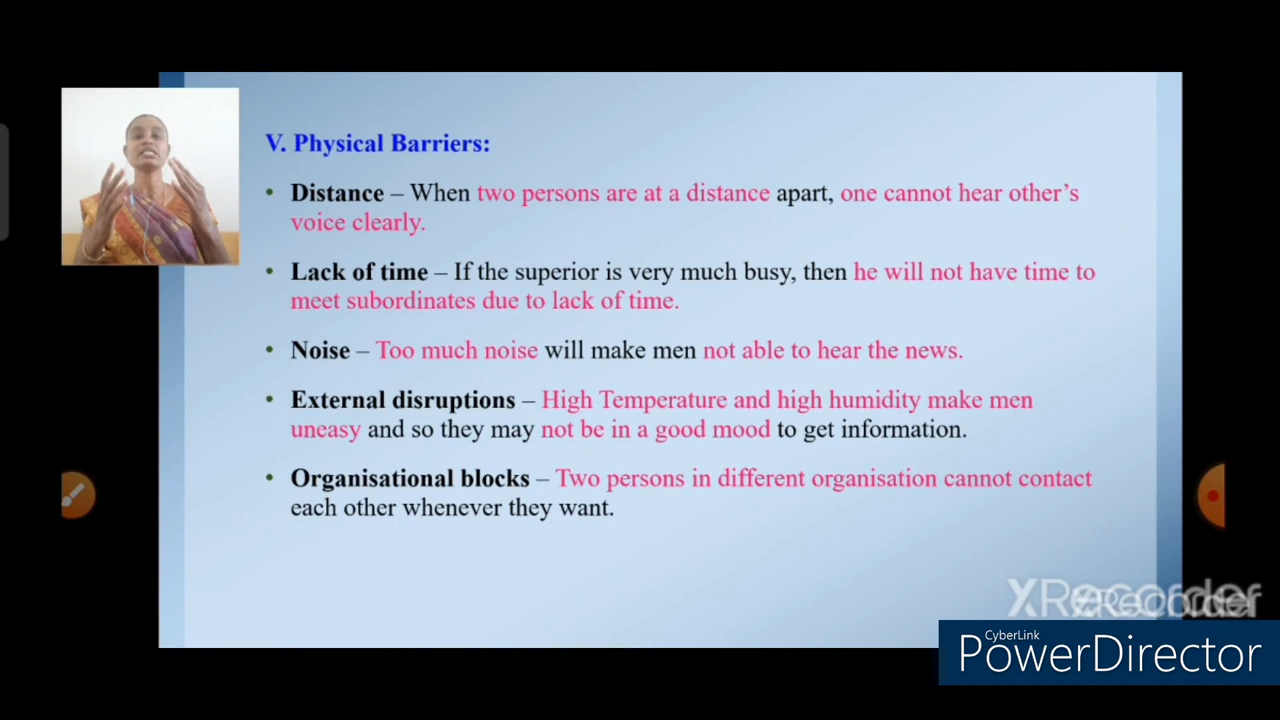 V. Physical Barriers:
• Distance – When two persons are at a distance apart, one cannot hear other's
voice clearly.
• Lack of time – If the superior is very much busy, then he will not have time to
meet subordinates due to lack of time.
• Noise – Too much noise will make men not able to hear the news.
• External disruptions – High Temperature and high humidity make men
uneasy and so they may not be in a good mood to get information.
• Organisational blocks – Two persons in different organisation cannot contact
each other whenever they want.
XRecorder
XRecorder
CyberLink
PowerDirector